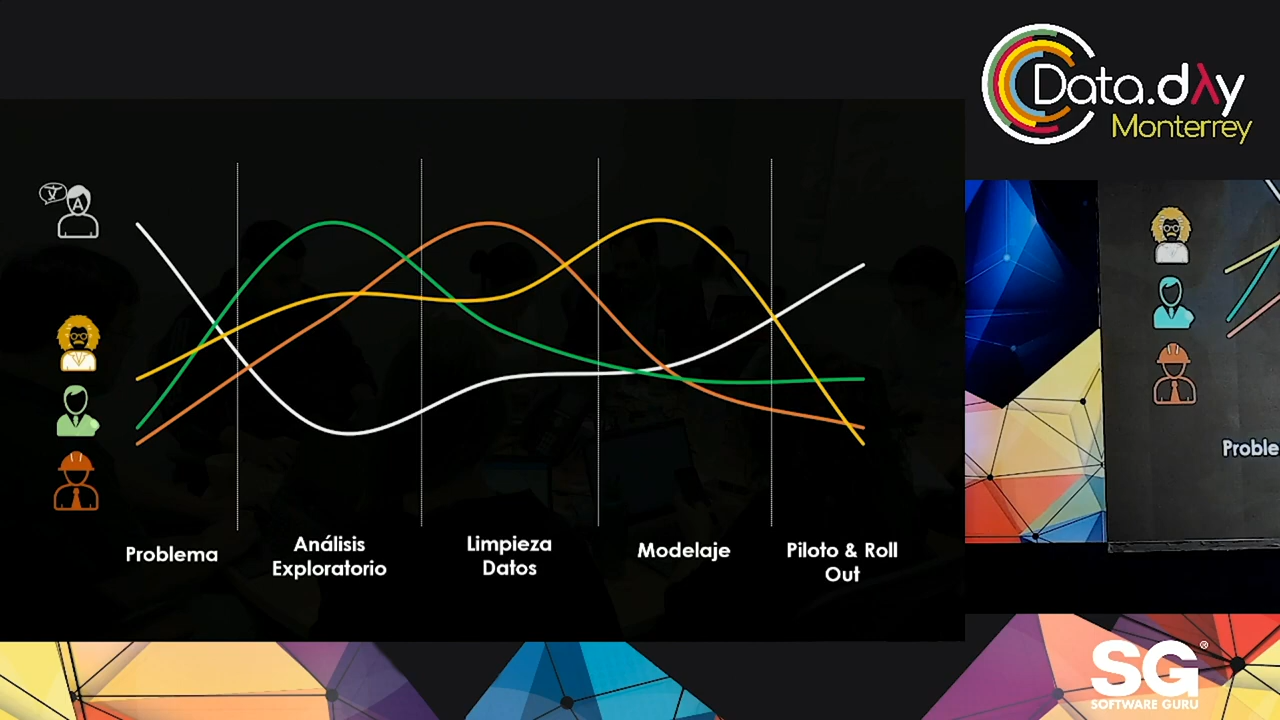 Data.dλy
Monterrey
A
Problema
Análisis
Exploratorio
Limpieza
Datos
Modelaje
Piloto & Roll
Out
Proble
SG®
SOFTWARE GURU